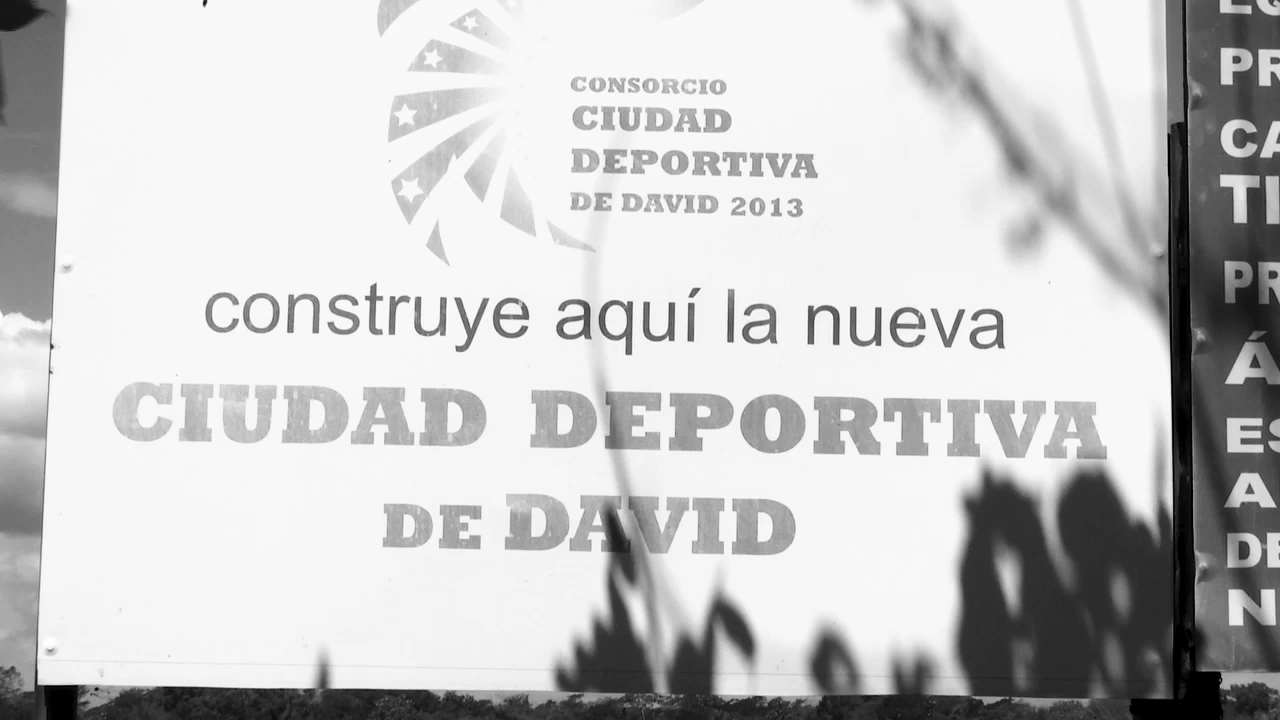 CONSORCIO
CIUDAD
DEPORTIVA
DE DAVID 2013
construye aquí la nueva
CIUDAD DEPORTIVA
DE DAVID